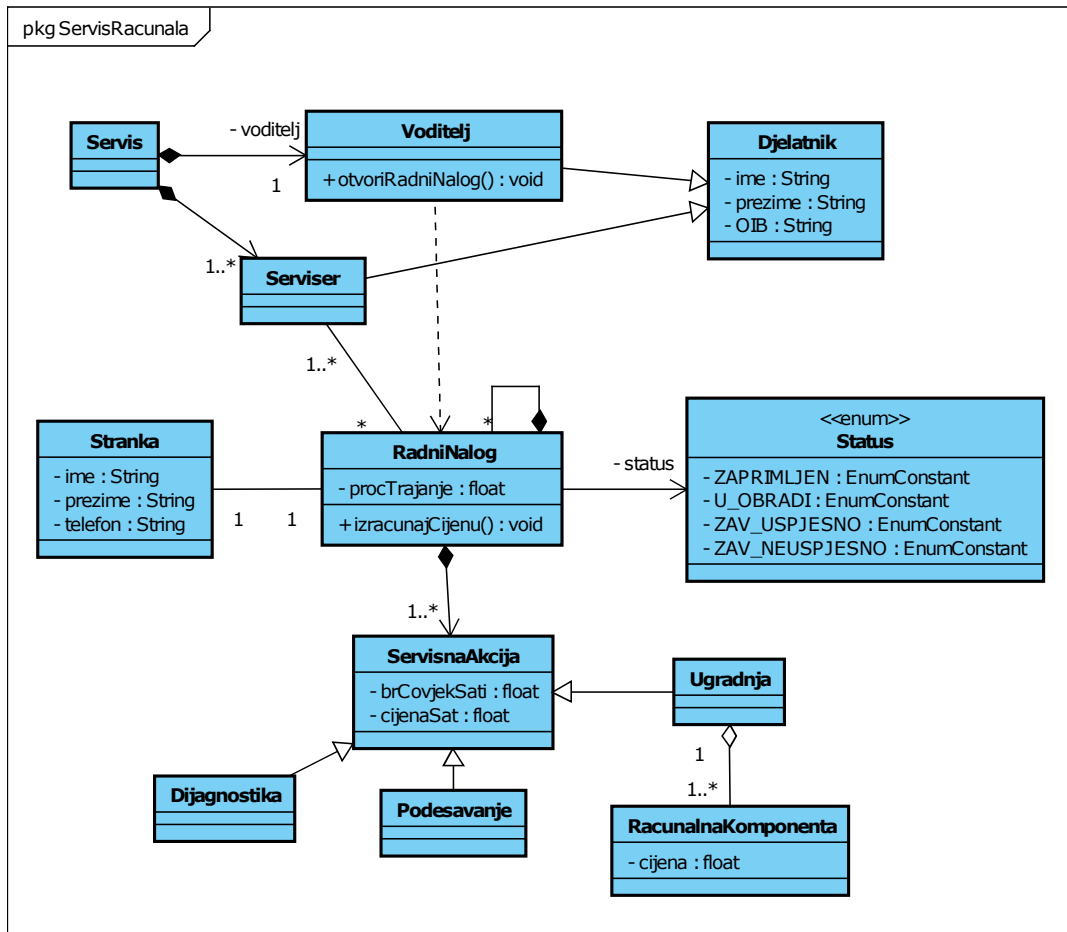 pkg ServisRacunala
Servis
- voditelj
1
Voditelj
+ otvoriRadniNalog() : void
Djelatnik
- ime : String
- prezime : String
- OIB : String
1..*
Serviser
1..*
*
*
Stranka
- ime : String
- prezime : String
- telefon : String
1
1
RadniNalog
- procTrajanje : float
+ izracunajCijenu() : void
- status
<<enum>>
Status
- ZAPRIMLJEN : EnumConstant
- U_OBRADI : EnumConstant
- ZAV_USPJESNO : EnumConstant
- ZAV_NEUSPJESNO : EnumConstant
1..*
ServisnaAkcija
- brCovjekSati : float
- cijenaSat : float
Ugradnja
1
1..*
Dijagnostika
Podesavanje
RacunalnaKomponenta
- cijena : float